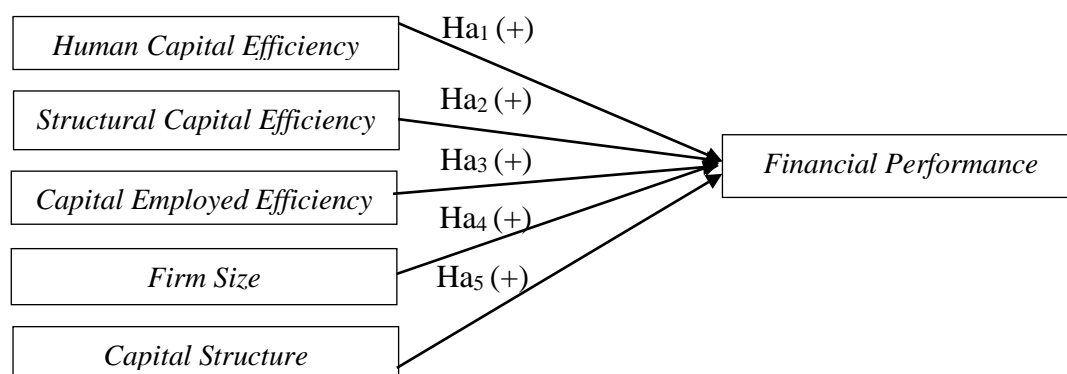 Human Capital Efficiency
Ha1 (+)
Structural Capital Efficiency
Ha2 (+)
Capital Employed Efficiency
Ha3 (+)
Firm Size
Ha4 (+)
Capital Structure
Ha5 (+)
Financial Performance